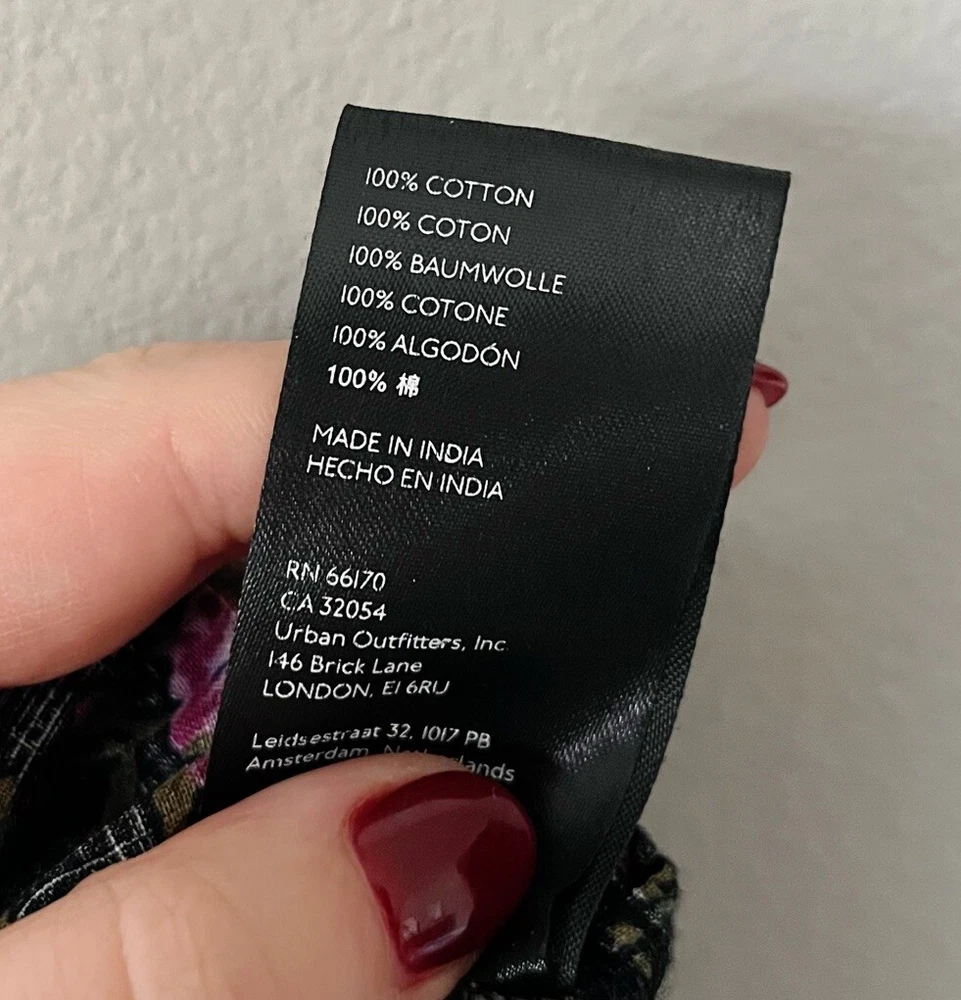 100% COTTON
100% COTON
100% BAUMWOLLE
100% COTONE
100% ALGODÓN
100% 棉
MADE IN INDIA
HECHO EN INDIA
RN 66170
CA 32054
Urban Outfitters, Inc.
146 Brick Lane
LONDON, E1 6RU
Leidsestraat 32, 1017 PB
Amsterdam, Netherlands